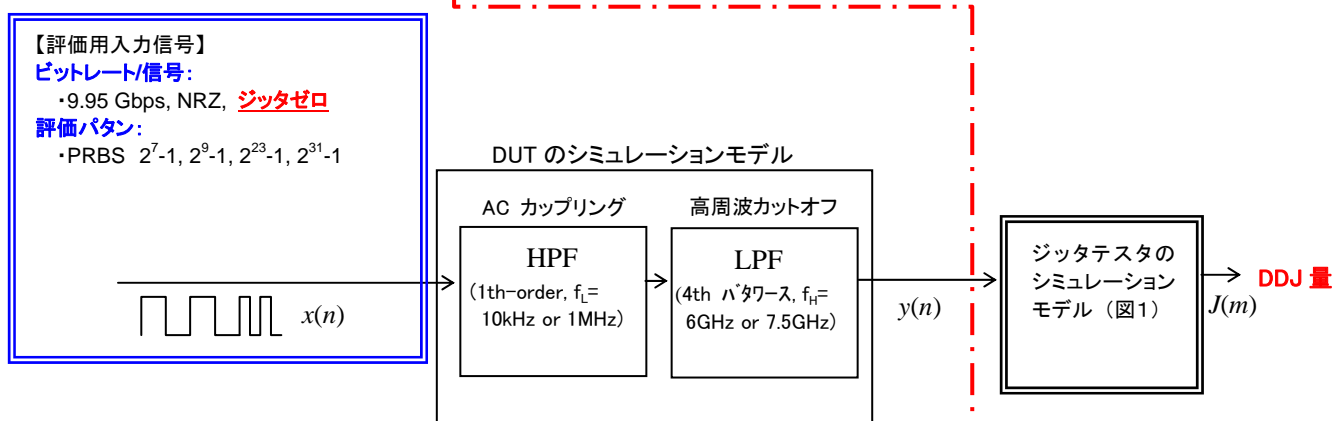 【評価用入力信号】
ビットレート/信号:
・9.95 Gbps, NRZ, ジッタゼロ
評価パタン:
・PRBS 2⁷-1, 2⁹-1, 2²³-1, 2³¹-1
x(n)
DUT のシミュレーションモデル
AC カップリング
HPF
(1th-order, fL=
10kHz or 1MHz)
高周波カットオフ
LPF
(4th バタワース, fH=
6GHz or 7.5GHz)
y(n)
ジッタテスタの
シミュレーション
モデル (図1)
J(m)
DDJ 量